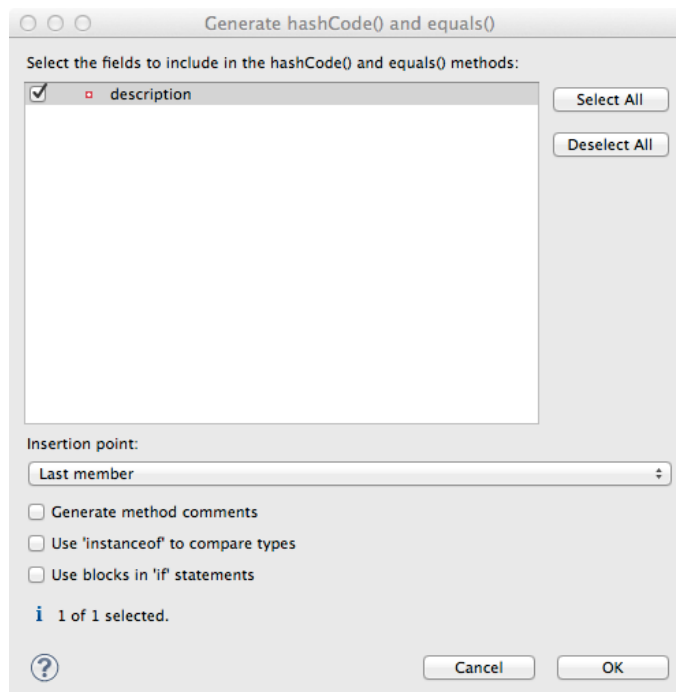 Generate hashCode() and equals()
Select the fields to include in the hashCode() and equals() methods:
description
Select All
Deselect All
Insertion point:
Last member
Generate method comments
Use 'instanceof' to compare types
Use blocks in 'if' statements
i 1 of 1 selected.
?
Cancel
OK